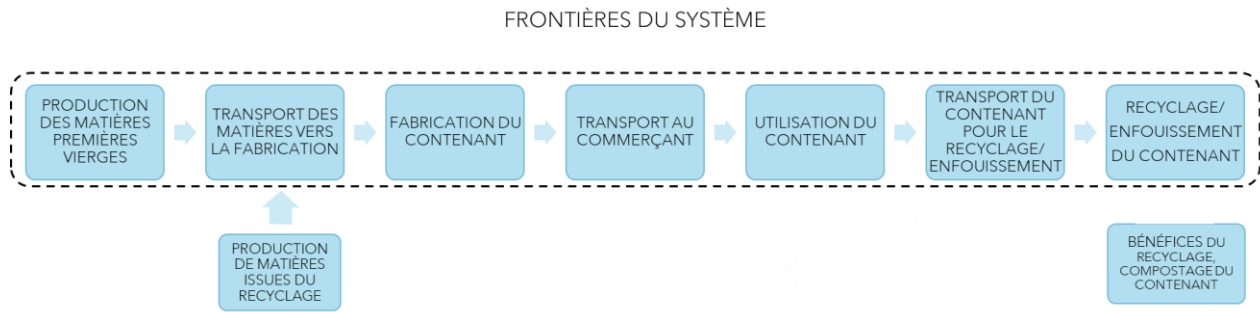 FRONTIÈRES DU SYSTÈME
PRODUCTION
DES MATIÈRES
PREMIÈRES
VIERGES
TRANSPORT DES
MATIÈRES VERS
LA FABRICATION
FABRICATION DU
CONTENANT
TRANSPORT AU
COMMERÇANT
UTILISATION DU
CONTENANT
TRANSPORT DU
CONTENANT
POUR LE
RECYCLAGE/
ENFOUISSEMENT
RECYCLAGE/
ENFOUISSEMENT
DU CONTENANT
PRODUCTION
DE MATIÈRES
ISSUES DU
RECYCLAGE
BÉNÉFICES DU
RECYCLAGE,
COMPOSTAGE DU
CONTENANT